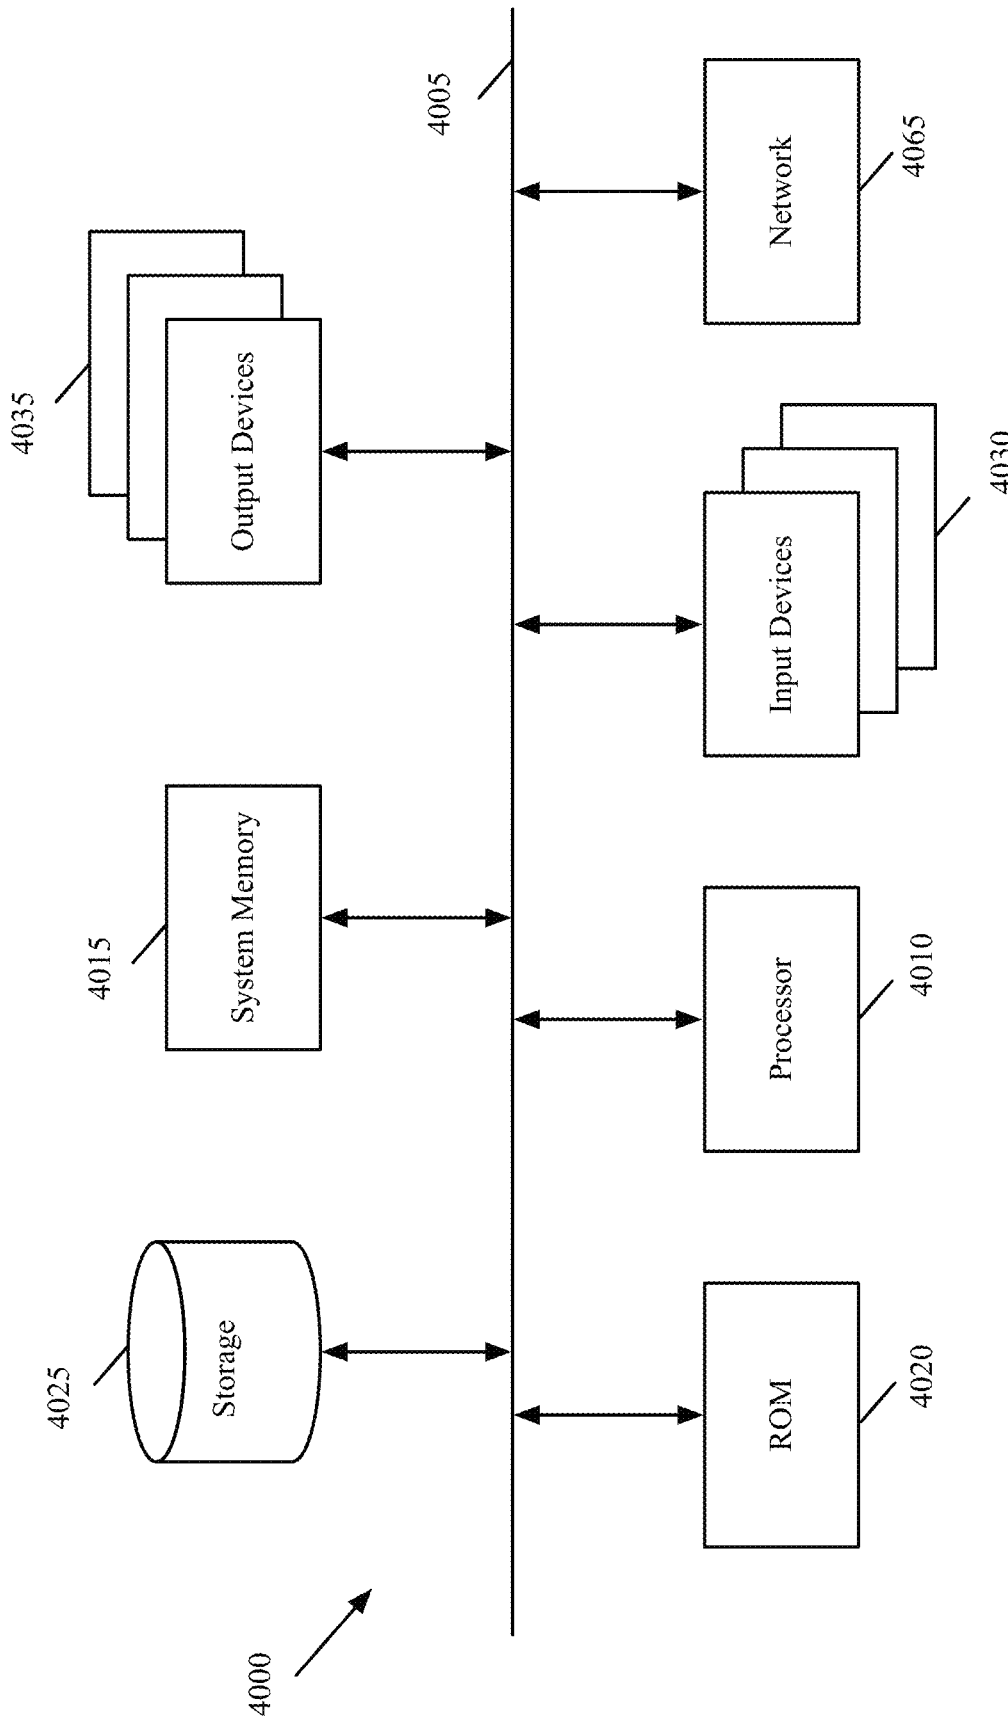 4025
Storage
4015
System Memory
4035
Output Devices
4005
4000
ROM
4020
Processor
4010
Input Devices
4030
Network
4065